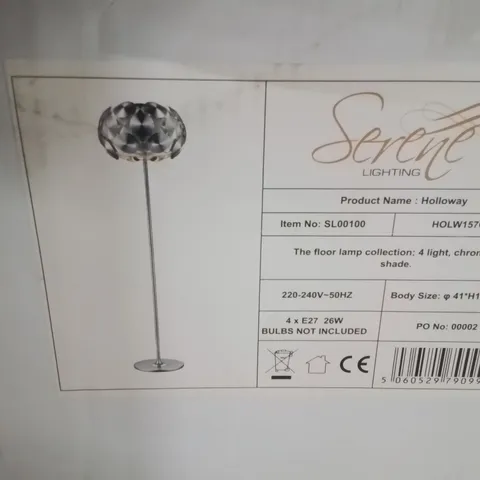 Serene
LIGHTING
Product Name : Holloway
Item No: SL00100
HOLW157
The floor lamp collection; 4 light, chrom
shade.
220-240V~50HZ
Body Size: φ 41*H1
4 x E27 26W
BULBS NOT INCLUDED
PO No: 00002
CE
5 060529 79099